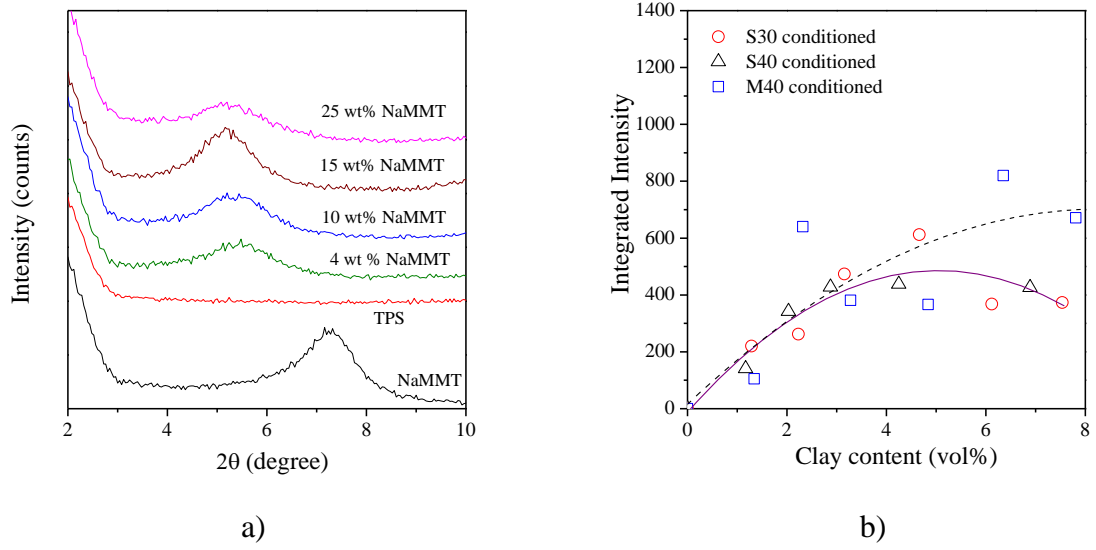 Intensity (counts)
25 wt% NaMMT
15 wt% NaMMT
10 wt% NaMMT
4 wt % NaMMT
TPS
NaMMT
2 4 6 8 10
2θ (degree)
a)
Integrated Intensity
1400
1200
1000
800
600
400
200
0
S30 conditioned
S40 conditioned
M40 conditioned
0 2 4 6 8
Clay content (vol%)
b)